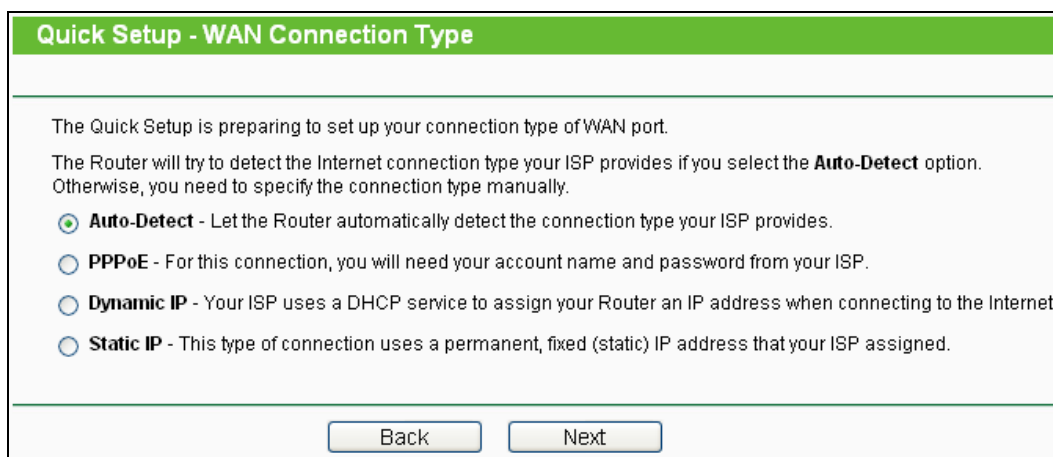 Quick Setup - WAN Connection Type
The Quick Setup is preparing to set up your connection type of WAN port.
The Router will try to detect the Internet connection type your ISP provides if you select the Auto-Detect option.
Otherwise, you need to specify the connection type manually.
Auto-Detect - Let the Router automatically detect the connection type your ISP provides.
PPPoE - For this connection, you will need your account name and password from your ISP.
Dynamic IP - Your ISP uses a DHCP service to assign your Router an IP address when connecting to the Internet
Static IP - This type of connection uses a permanent, fixed (static) IP address that your ISP assigned.
Back Next